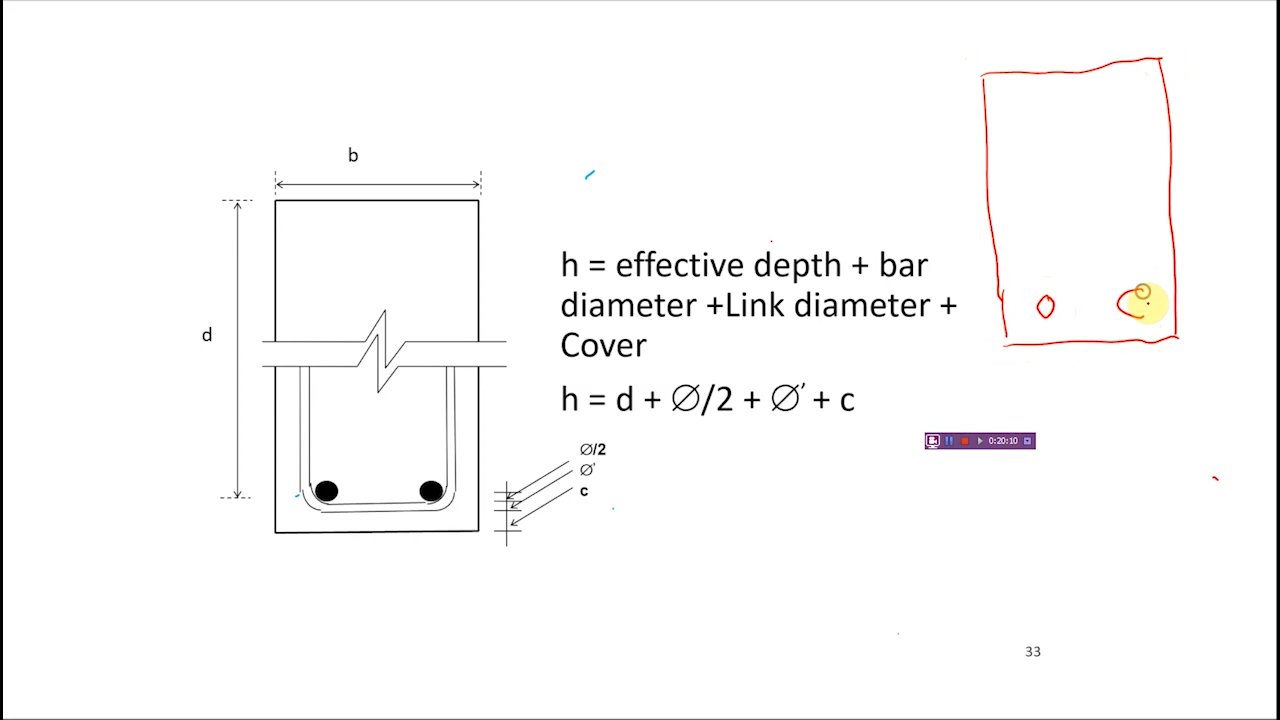 b
d
h = effective depth + bar
diameter +Link diameter +
Cover
h = d + ∅/2 + ∅’ + c
∅/2
∅'
c
0:20:10
33